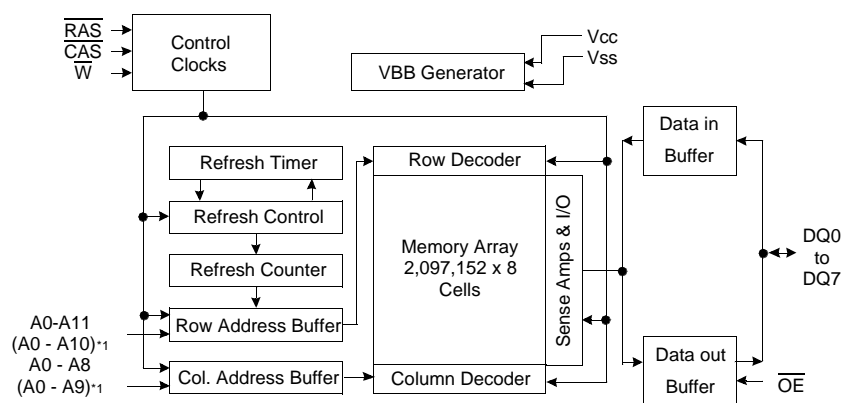 RAS
CAS
W
Control
Clocks
VBB Generator
Vcc
Vss
Refresh Timer
Refresh Control
Refresh Counter
Row Address Buffer
Col. Address Buffer
A0-A11
(A0 - A10)*1
A0 - A8
(A0 - A9)*1
Row Decoder
Memory Array
2,097,152 x 8
Cells
Column Decoder
Sense Amps & I/O
Data in
Buffer
Data out
Buffer
OE
DQ0
to
DQ7